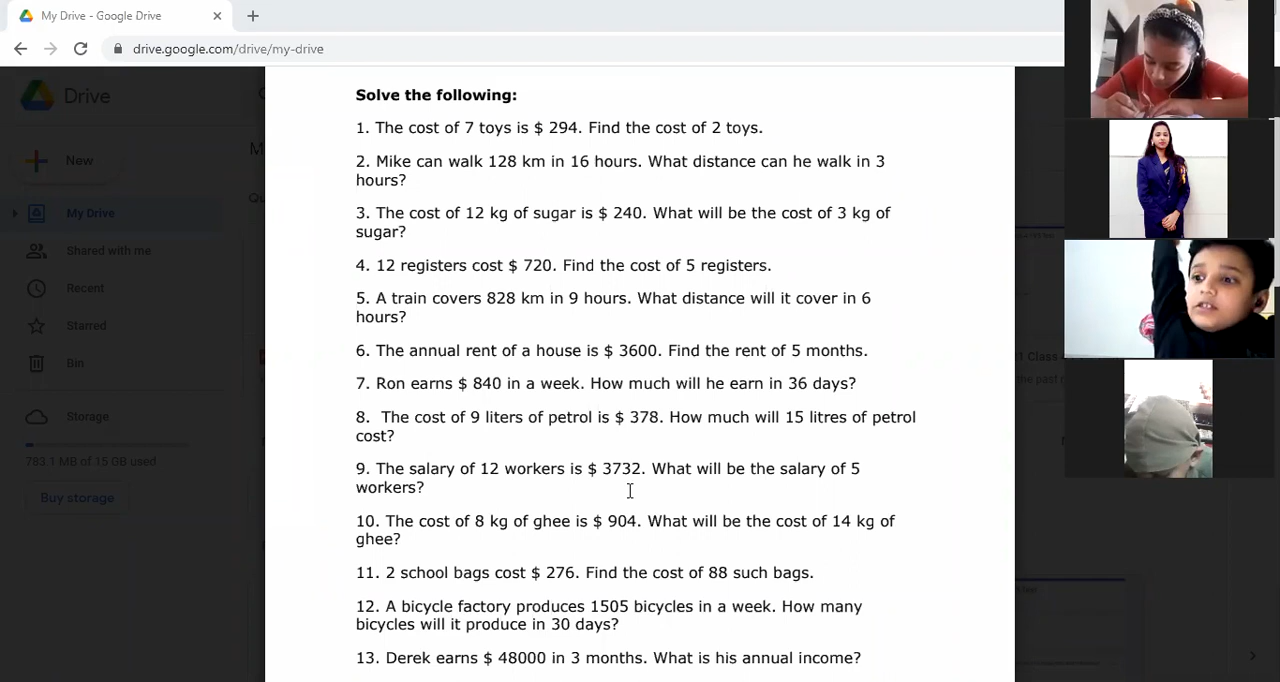 My Drive - Google Drive
drive.google.com/drive/my-drive
Drive
New
My Drive
Shared with me
Recent
Starred
Bin
Storage
783.1 MB of 15 GB used
Buy storage
Solve the following:
1. The cost of 7 toys is $ 294. Find the cost of 2 toys.
2. Mike can walk 128 km in 16 hours. What distance can he walk in 3
hours?
3. The cost of 12 kg of sugar is $ 240. What will be the cost of 3 kg of
sugar?
4. 12 registers cost $ 720. Find the cost of 5 registers.
5. A train covers 828 km in 9 hours. What distance will it cover in 6
hours?
6. The annual rent of a house is $ 3600. Find the rent of 5 months.
7. Ron earns $ 840 in a week. How much will he earn in 36 days?
8. The cost of 9 liters of petrol is $ 378. How much will 15 litres of petrol
cost?
9. The salary of 12 workers is $ 3732. What will be the salary of 5
workers?
10. The cost of 8 kg of ghee is $ 904. What will be the cost of 14 kg of
ghee?
11. 2 school bags cost $ 276. Find the cost of 88 such bags.
12. A bicycle factory produces 1505 bicycles in a week. How many
bicycles will it produce in 30 days?
13. Derek earns $ 48000 in 3 months. What is his annual income?